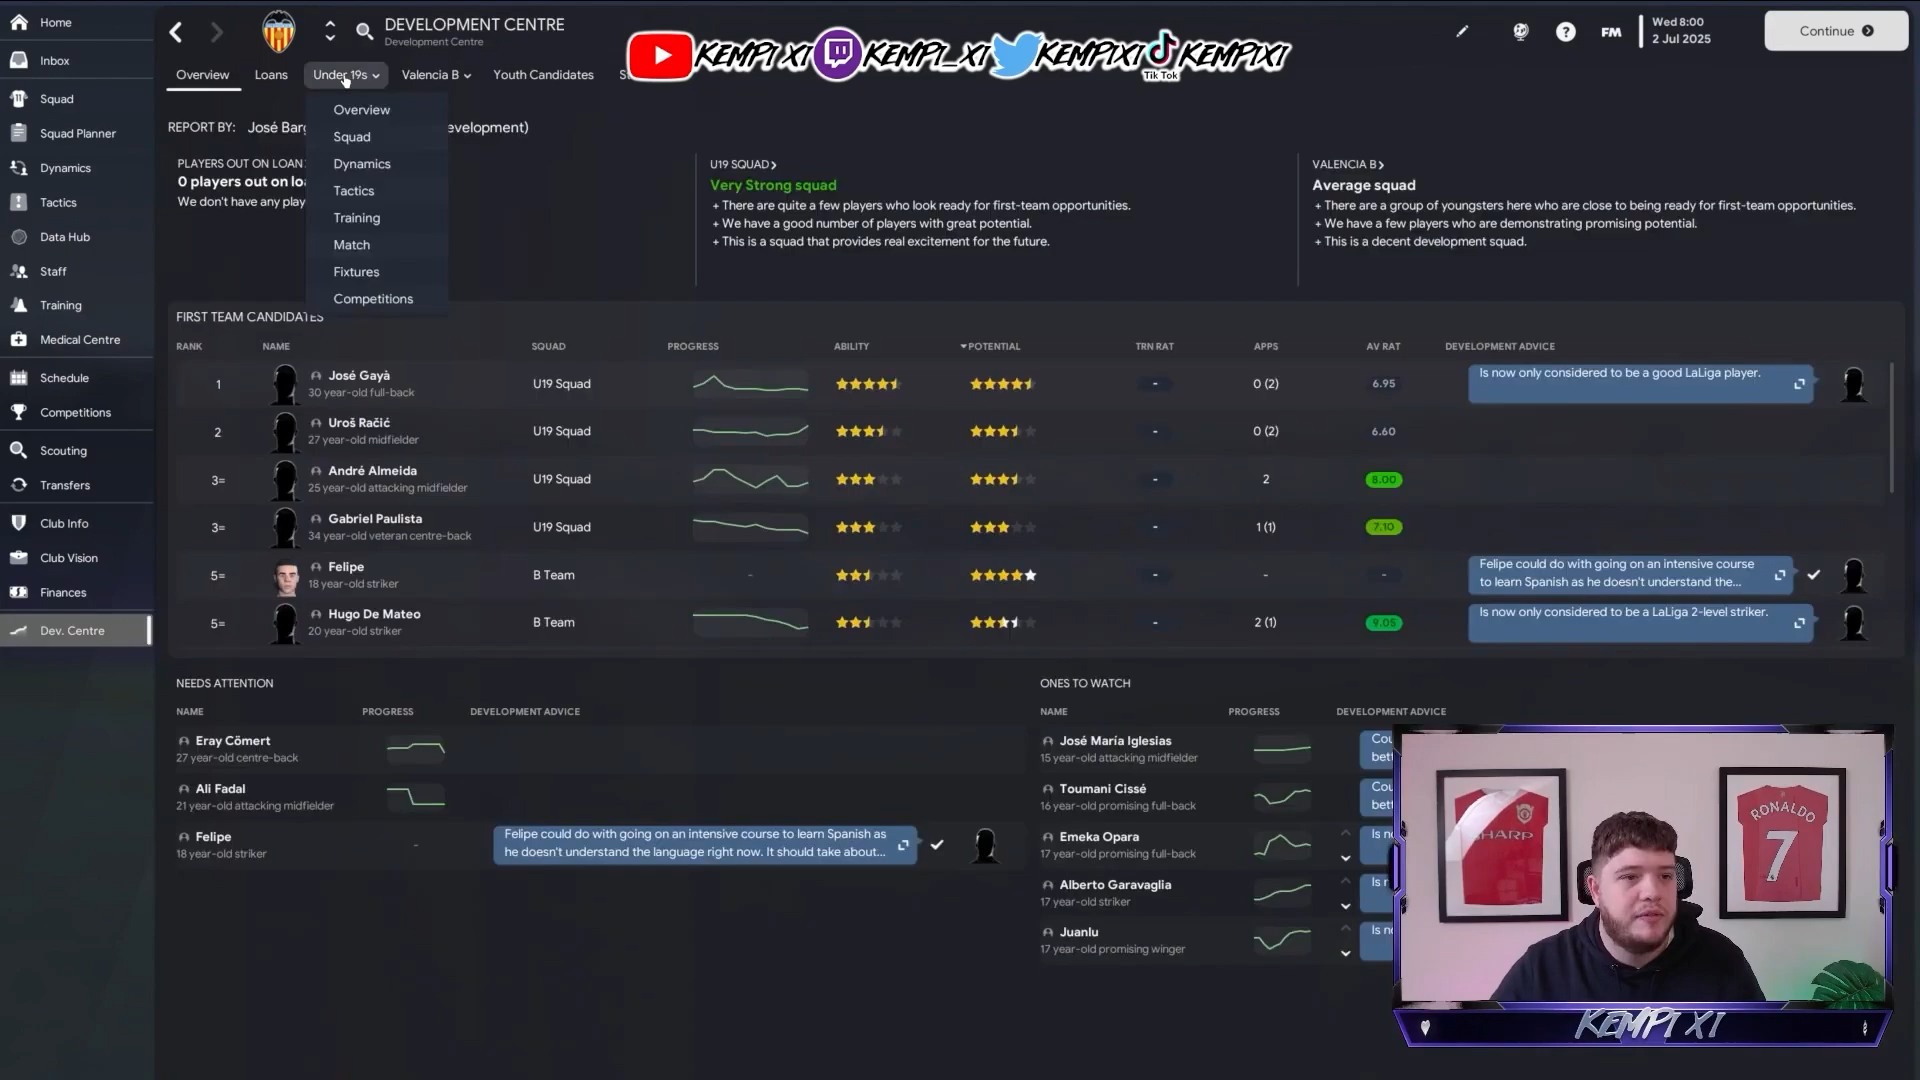 Home
Inbox
Squad
Squad Planner
Dynamics
Tactics
Data Hub
Staff
Training
Medical Centre
Schedule
Competitions
Scouting
Transfers
Club Info
Club Vision
Finances
Dev. Centre
DEVELOPMENT CENTRE
Development Centre
KEMPI XI KEMPI_XI KEMPIXI KEMPIXI
Tik Tok
FM
Wed 8:00
2 Jul 2025
Continue
Overview Loans Under 19s Valencia B Youth Candidates
Overview
Squad
Dynamics
Tactics
Training
Match
Fixtures
Competitions
REPORT BY: José
PLAYERS OUT ON LOAN
0 players out on
We don't have any
U19 SQUAD
Very Strong squad
+ There are quite a few players who look ready for first-team opportunities.
+ We have a good number of players with great potential.
+ This is a squad that provides real excitement for the future.
VALENCIA B
Average squad
+ There are a group of youngsters here who are close to being ready for first-team opportunities.
+ We have a few players who are demonstrating promising potential.
+ This is a decent development squad.
FIRST TEAM CANDIDATES
RANK NAME SQUAD PROGRESS ABILITY POTENTIAL TRN RAT APPS AV RAT DEVELOPMENT ADVICE
1 José Gayà U19 Squad - 0 (2) 6.95 Is now only considered to be a good LaLiga player.
30 year-old full-back
2 Uroš Račić U19 Squad - 0 (2) 6.60
27 year-old midfielder
3= André Almeida U19 Squad - 2 8.00
25 year-old attacking midfielder
3= Gabriel Paulista U19 Squad - 1 (1) 7.10
34 year-old veteran centre-back
5= Felipe B Team - - - - Felipe could do with going on an intensive course
18 year-old striker to learn Spanish as he doesn't understand the...
5= Hugo De Mateo B Team - 2 (1) 9.05 Is now only considered to be a LaLiga 2-level striker.
20 year-old striker
NEEDS ATTENTION
NAME PROGRESS DEVELOPMENT ADVICE
Eray Cömert
27 year-old centre-back
Ali Fadal
21 year-old attacking midfielder
Felipe - Felipe could do with going on an intensive course to learn Spanish as
18 year-old striker he doesn't understand the language right now. It should take about...
ONES TO WATCH
NAME PROGRESS DEVELOPMENT ADVICE
José María Iglesias
15 year-old attacking midfielder
Toumani Cissé
16 year-old promising full-back
Emeka Opara
17 year-old promising full-back
Alberto Garavaglia
17 year-old striker
Juanlu
17 year-old promising winger
SHARP
RONALDO
7
KEMPI XI